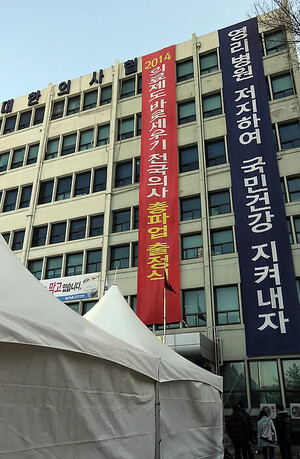 대한의사협
2014 의료제도바로세우기 전국의사 총파업 출정식
영리병원 저지하여 국민건강 지켜내자
막고